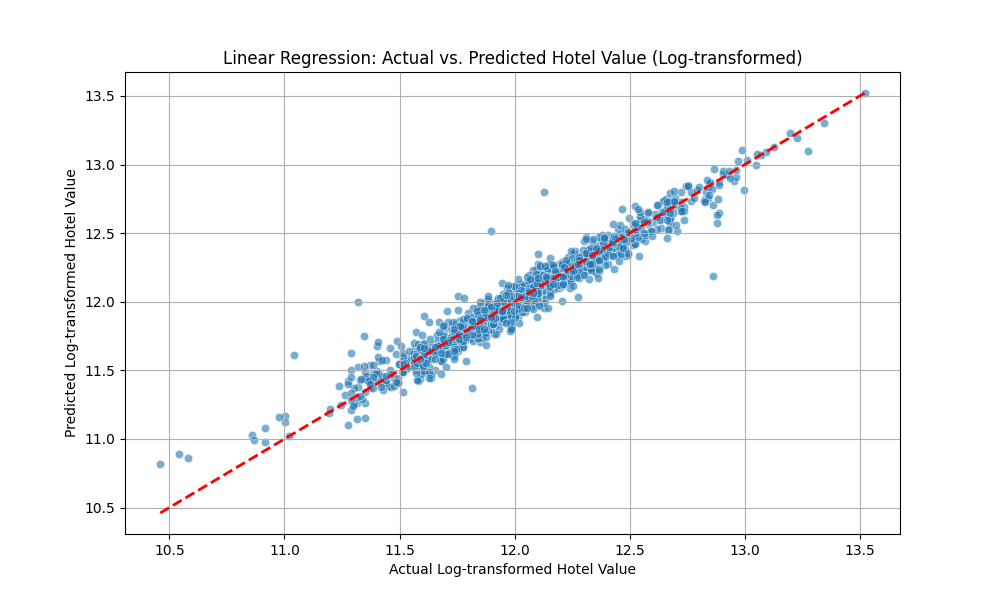 Linear Regression: Actual vs. Predicted Hotel Value (Log-transformed)
Predicted Log-transformed Hotel Value
13.5
13.0
12.5
12.0
11.5
11.0
10.5
10.5 11.0 11.5 12.0 12.5 13.0 13.5
Actual Log-transformed Hotel Value